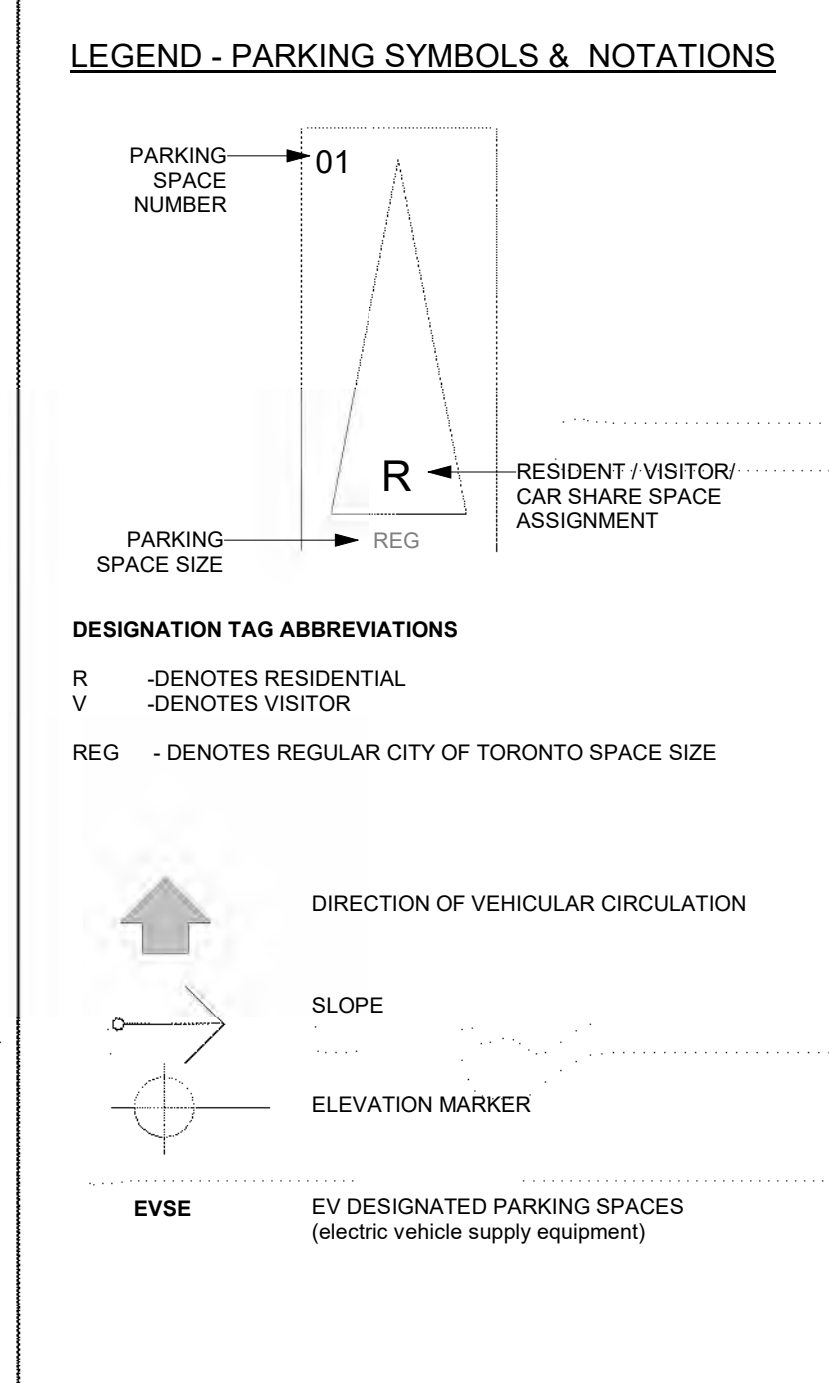 LEGEND - PARKING SYMBOLS & NOTATIONS
PARKING
SPACE
NUMBER
01
R
RESIDENT / VISITOR/
CAR SHARE SPACE
ASSIGNMENT
PARKING
SPACE SIZE
REG
DESIGNATION TAG ABBREVIATIONS
R -DENOTES RESIDENTIAL
V -DENOTES VISITOR
REG - DENOTES REGULAR CITY OF TORONTO SPACE SIZE
DIRECTION OF VEHICULAR CIRCULATION
SLOPE
ELEVATION MARKER
EVSE EV DESIGNATED PARKING SPACES
(electric vehicle supply equipment)